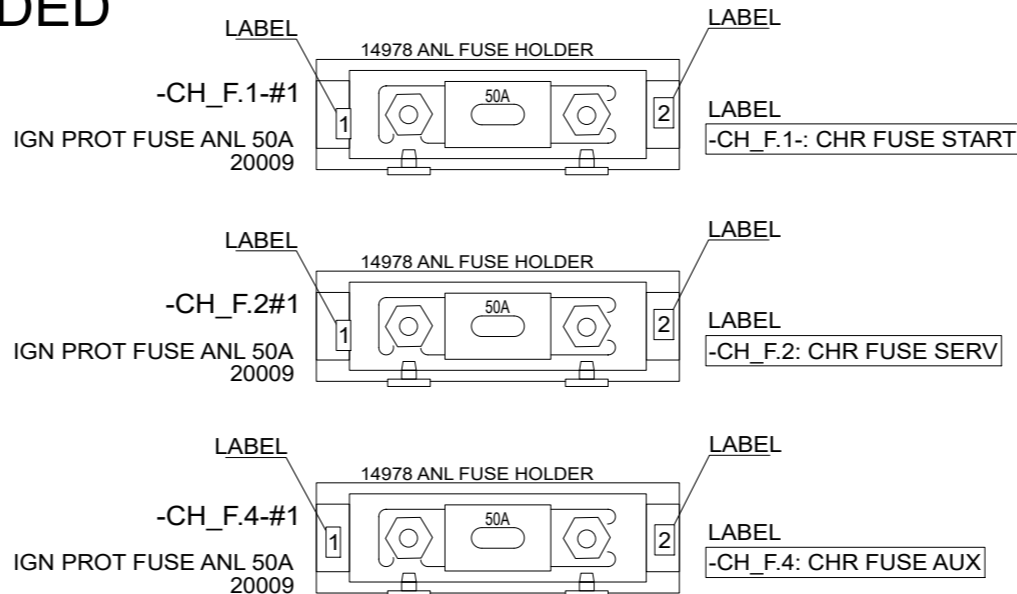 DED
LABEL
LABEL
14978 ANL FUSE HOLDER
-CH_F.1-#1
50A
1
2
LABEL
IGN PROT FUSE ANL 50A
20009
-CH_F.1-: CHR FUSE START
LABEL
LABEL
14978 ANL FUSE HOLDER
-CH_F.2#1
50A
1
2
LABEL
IGN PROT FUSE ANL 50A
20009
-CH_F.2: CHR FUSE SERV
LABEL
LABEL
14978 ANL FUSE HOLDER
-CH_F.4-#1
50A
1
2
LABEL
IGN PROT FUSE ANL 50A
20009
-CH_F.4: CHR FUSE AUX